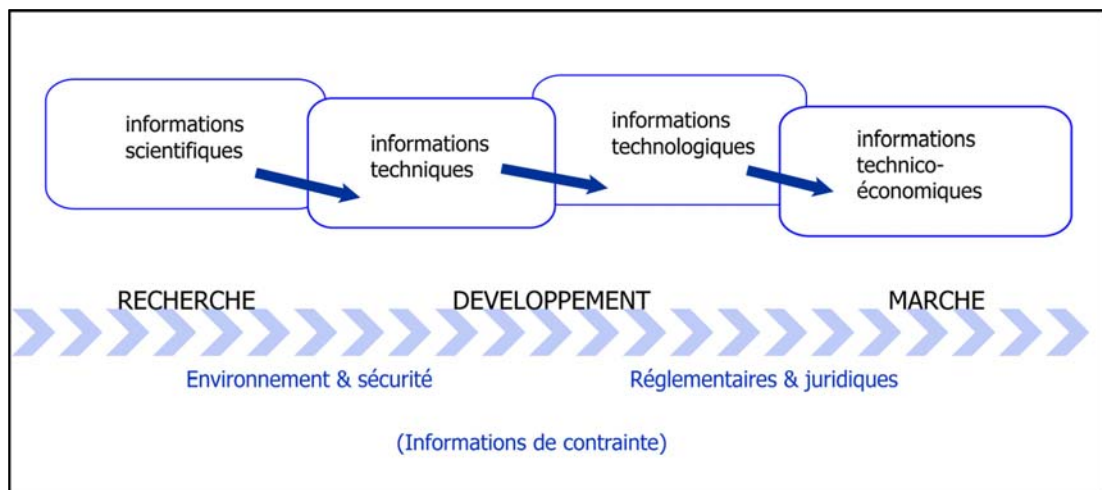 informations
scientifiques
informations
techniques
informations
technologiques
informations
technico-
économiques
RECHERCHE
DEVELOPPEMENT
MARCHE
Environnement & sécurité
Réglementaires & juridiques
(Informations de contrainte)